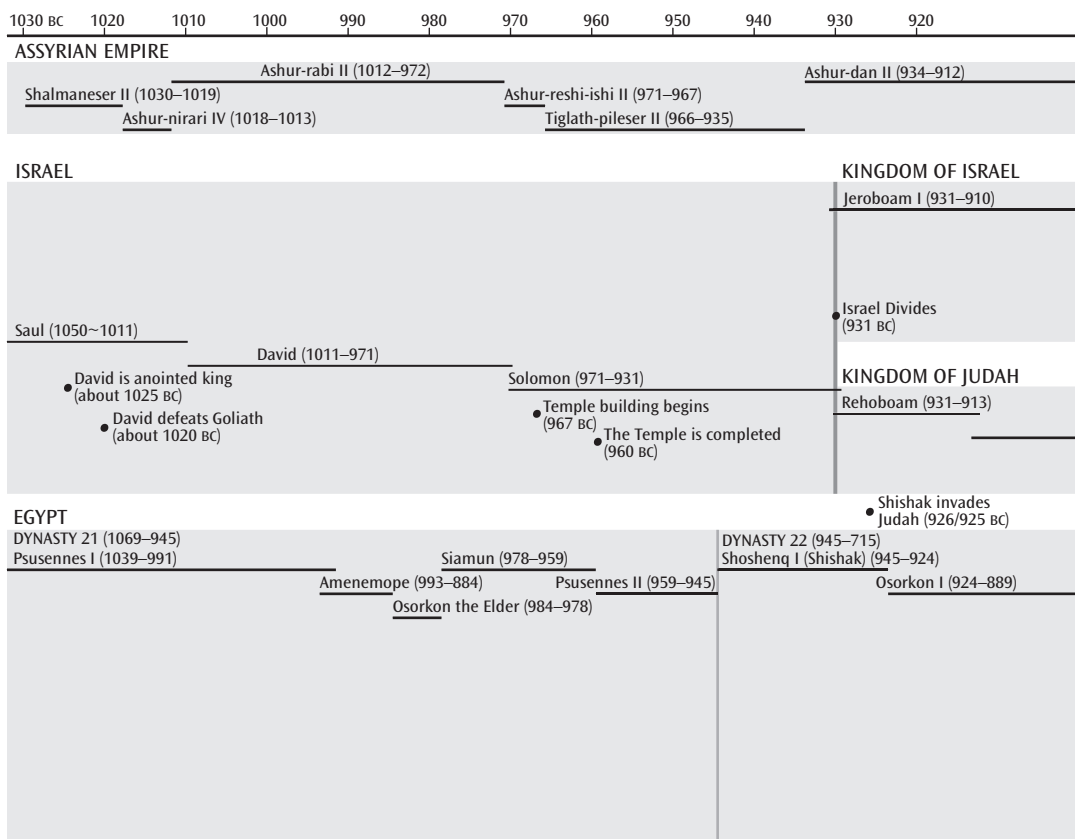 1030 BC 1020 1010 1000 990 980 970 960 950 940 930 920
ASSYRIAN EMPIRE
Ashur-rabi II (1012–972)
Ashur-dan II (934–912)
Shalmaneser II (1030–1019)
Ashur-reshi-ishi II (971–967)
Ashur-nirari IV (1018–1013)
Tiglath-pileser II (966–935)
ISRAEL
KINGDOM OF ISRAEL
Jeroboam I (931–910)
Israel Divides
(931 BC)
Saul (1050~1011)
David (1011–971)
David is anointed king
(about 1025 BC)
David defeats Goliath
(about 1020 BC)
Solomon (971–931)
Temple building begins
(967 BC)
The Temple is completed
(960 BC)
KINGDOM OF JUDAH
Rehoboam (931–913)
Shishak invades
Judah (926/925 BC)
EGYPT
DYNASTY 21 (1069–945)
Psusennes I (1039–991)
Siamun (978–959)
Amenemope (993–884)
Psusennes II (959–945)
Osorkon the Elder (984–978)
DYNASTY 22 (945–715)
Shoshenq I (Shishak) (945–924)
Osorkon I (924–889)